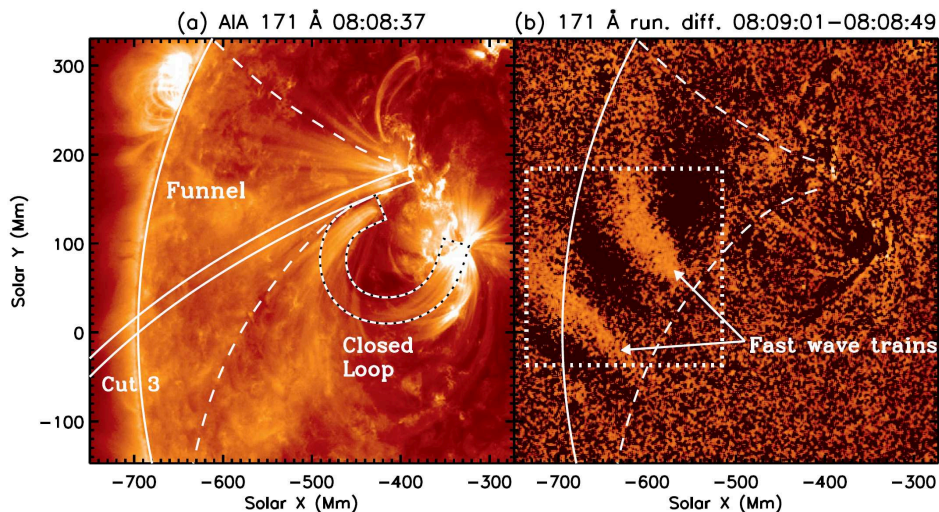 (a) AIA 171 Å 08:08:37
(b) 171 Å run. diff. 08:09:01−08:08:49
300
200
100
0
−100
Solar Y (Mm)
Funnel
Cut 3
Closed
Loop
Fast wave trains
−700 −600 −500 −400 −300
−700 −600 −500 −400 −300
Solar X (Mm)
Solar X (Mm)